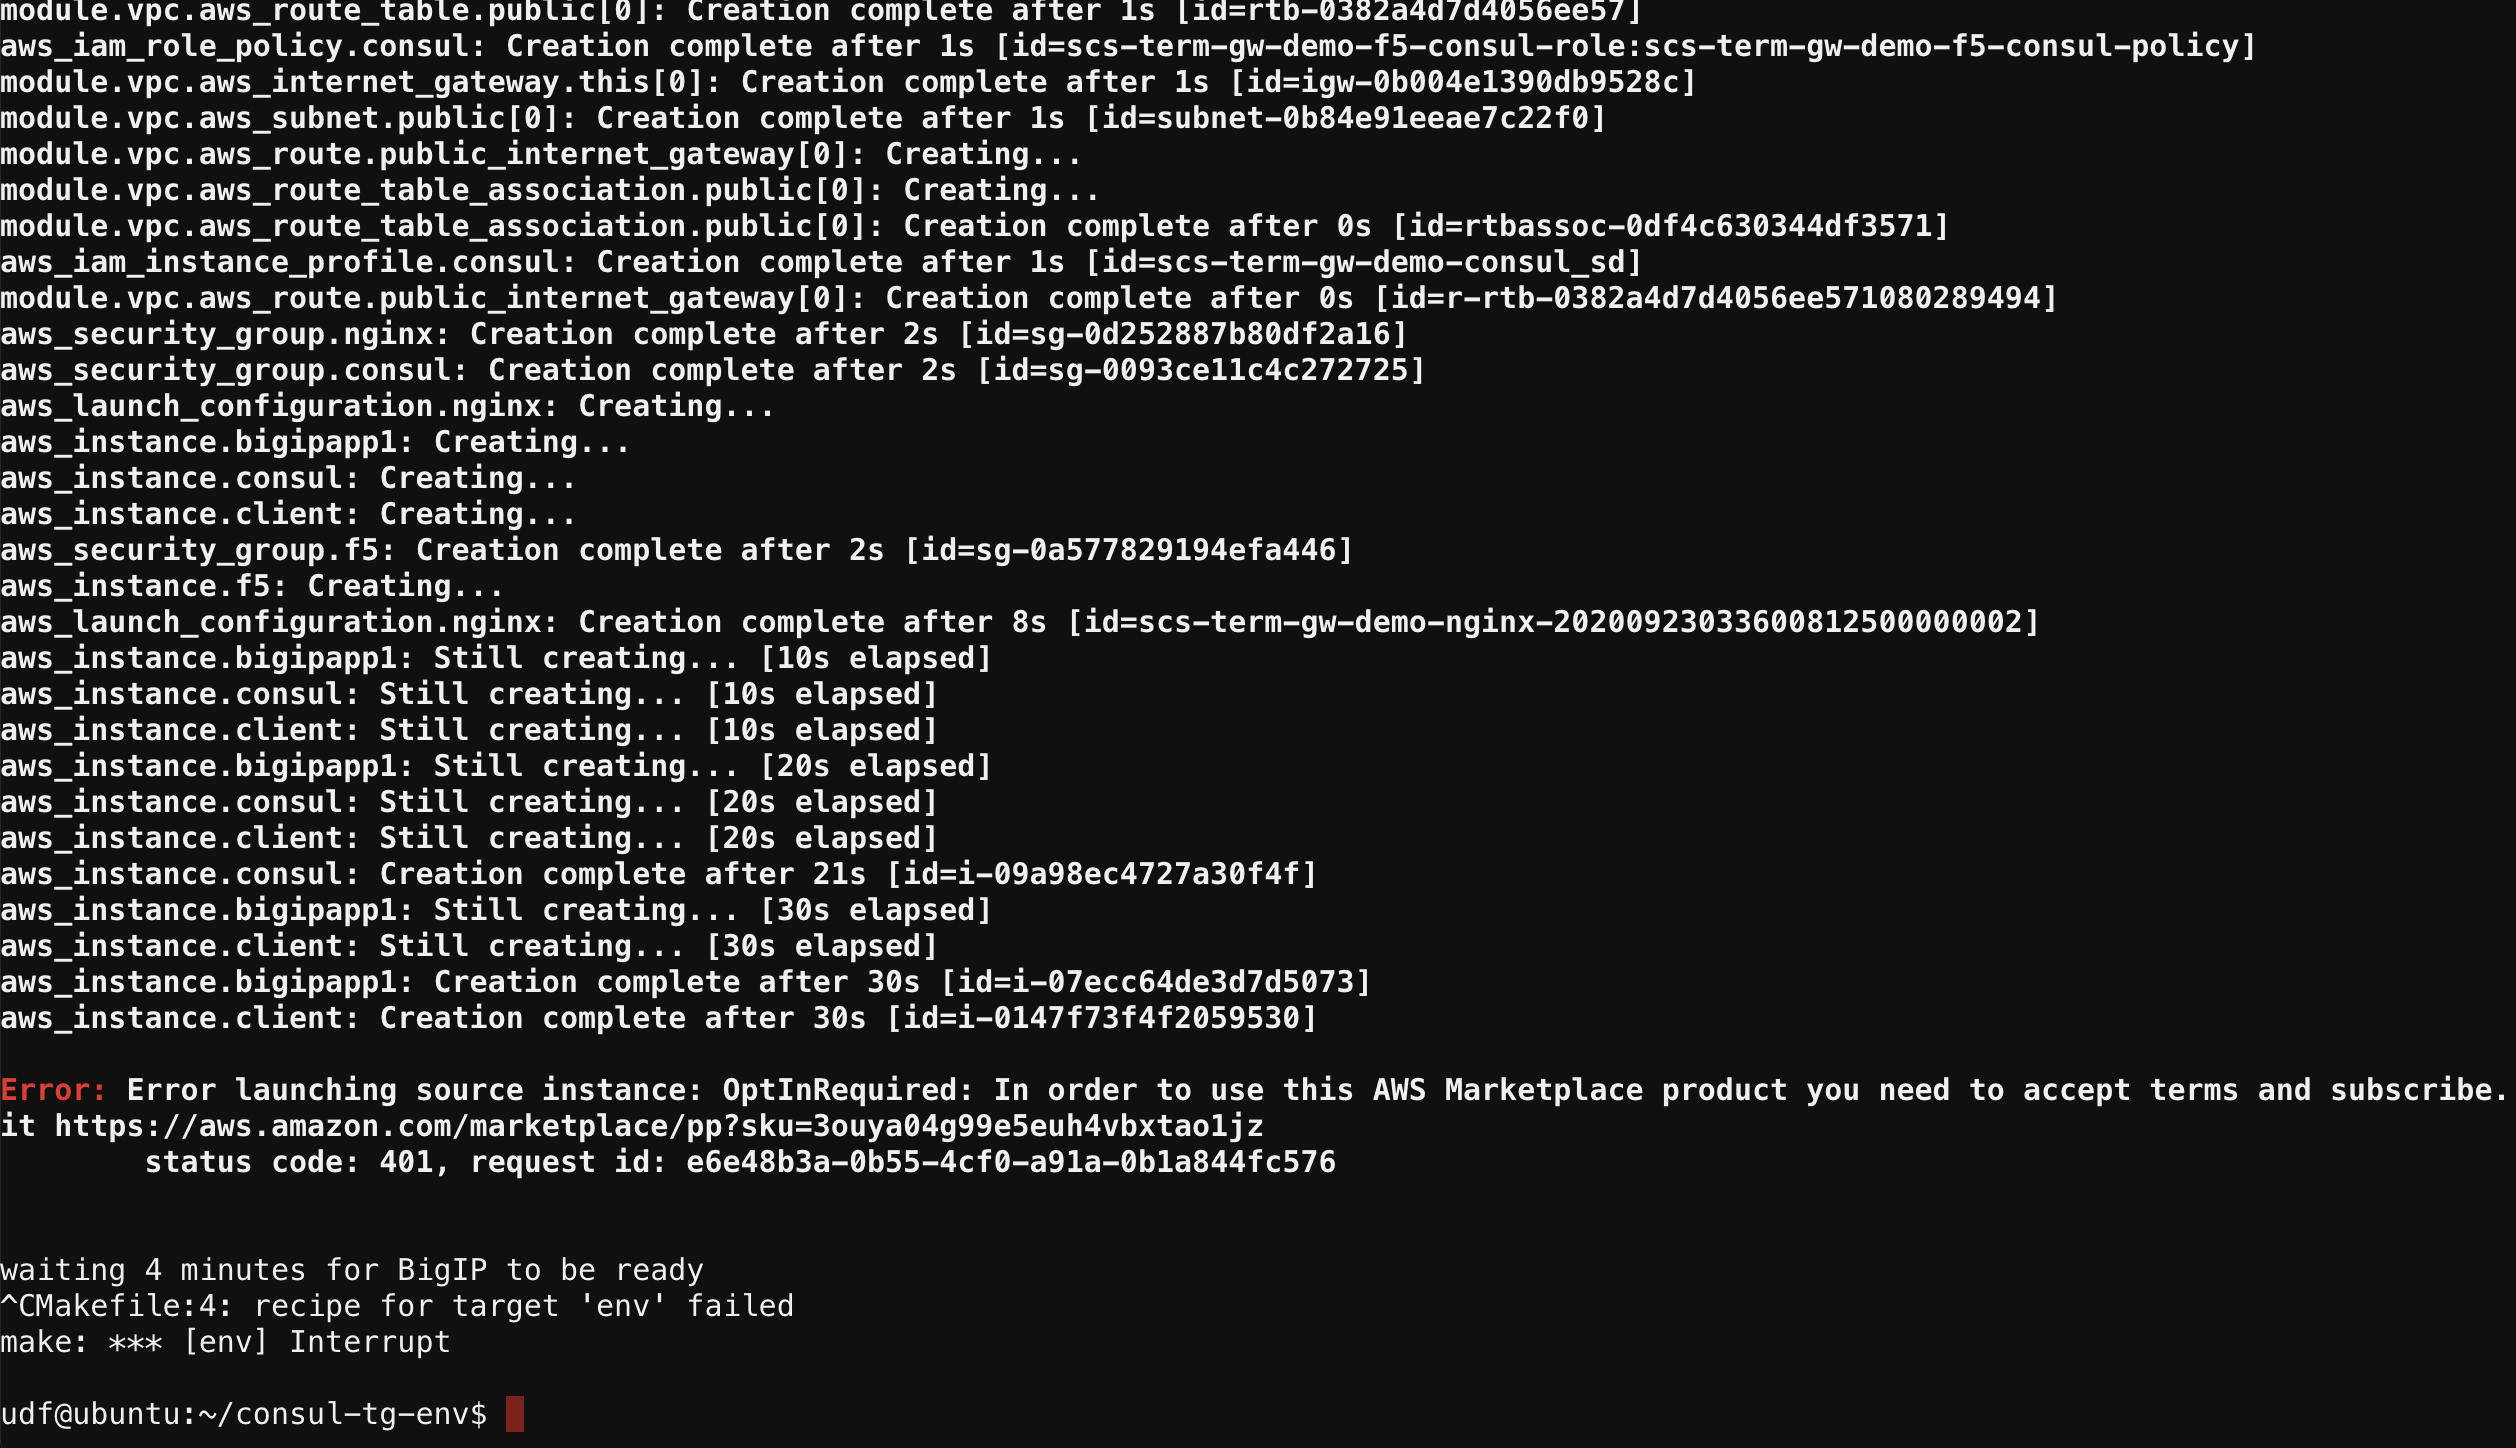 module.vpc.aws_route_table.public[0]: Creation complete after 1s [id=rtb-0382a4d7d4056ee57]
aws_iam_role_policy.consul: Creation complete after 1s [id=scs-term-gw-demo-f5-consul-role:scs-term-gw-demo-f5-consul-policy]
module.vpc.aws_internet_gateway.this[0]: Creation complete after 1s [id=igw-0b004e1390db9528c]
module.vpc.aws_subnet.public[0]: Creation complete after 1s [id=subnet-0b84e91eeae7c22f0]
module.vpc.aws_route.public_internet_gateway[0]: Creating...
module.vpc.aws_route_table_association.public[0]: Creating...
module.vpc.aws_route_table_association.public[0]: Creation complete after 0s [id=rtbassoc-0df4c630344df3571]
aws_iam_instance_profile.consul: Creation complete after 1s [id=scs-term-gw-demo-consul_sd]
module.vpc.aws_route.public_internet_gateway[0]: Creation complete after 0s [id=r-rtb-0382a4d7d4056ee571080289494]
aws_security_group.nginx: Creation complete after 2s [id=sg-0d252887b80df2a16]
aws_security_group.consul: Creation complete after 2s [id=sg-0093ce11c4c272725]
aws_launch_configuration.nginx: Creating...
aws_instance.bigipapp1: Creating...
aws_instance.consul: Creating...
aws_instance.client: Creating...
aws_security_group.f5: Creation complete after 2s [id=sg-0a577829194efa446]
aws_instance.f5: Creating...
aws_launch_configuration.nginx: Creation complete after 8s [id=scs-term-gw-demo-nginx-20200923033600812500000002]
aws_instance.bigipapp1: Still creating... [10s elapsed]
aws_instance.consul: Still creating... [10s elapsed]
aws_instance.client: Still creating... [10s elapsed]
aws_instance.bigipapp1: Still creating... [20s elapsed]
aws_instance.consul: Still creating... [20s elapsed]
aws_instance.client: Still creating... [20s elapsed]
aws_instance.consul: Creation complete after 21s [id=i-09a98ec4727a30f4f]
aws_instance.bigipapp1: Still creating... [30s elapsed]
aws_instance.client: Still creating... [30s elapsed]
aws_instance.bigipapp1: Creation complete after 30s [id=i-07ecc64de3d7d5073]
aws_instance.client: Creation complete after 30s [id=i-0147f73f4f2059530]
Error: Error launching source instance: OptInRequired: In order to use this AWS Marketplace product you need to accept terms and subscribe.
it https://aws.amazon.com/marketplace/pp?sku=3ouya04g99e5euh4vbxtao1jz
status code: 401, request id: e6e48b3a-0b55-4cf0-a91a-0b1a844fc576
waiting 4 minutes for BigIP to be ready
^CMakefile:4: recipe for target 'env' failed
make: *** [env] Interrupt
udf@ubuntu:~/consul-tg-env$